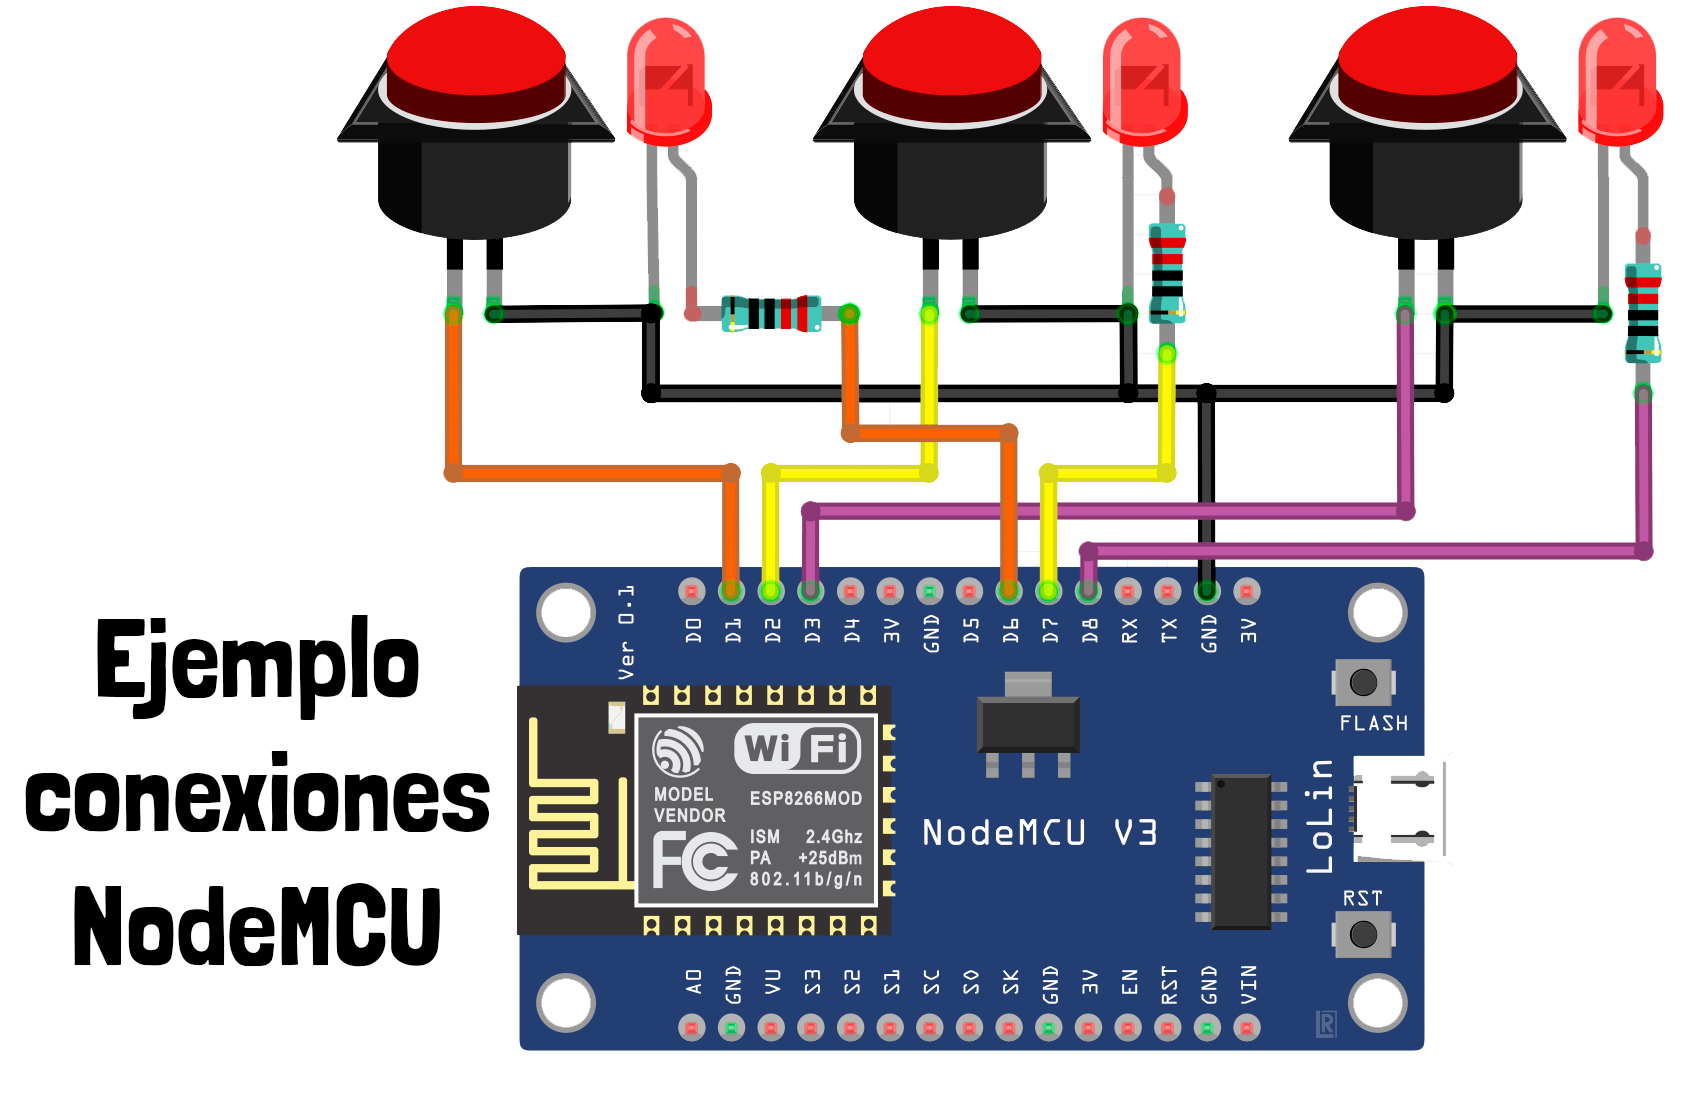 Ejemplo
conexiones
NodeMCU
Ver 0.1
D0 D1 D2 D3 D4 3V GND D5 D6 D7 D8 RX TX GND 3V
FLASH
WiFi
MODEL ESP8266MOD
VENDOR
FC ISM 2.4Ghz
PA +25dBm
802.11b/g/n
NodeMCU V3
LoLin
RST
A0 GND VU S3 S2 S1 SC S0 SK GND 3V EN RST GND VIN